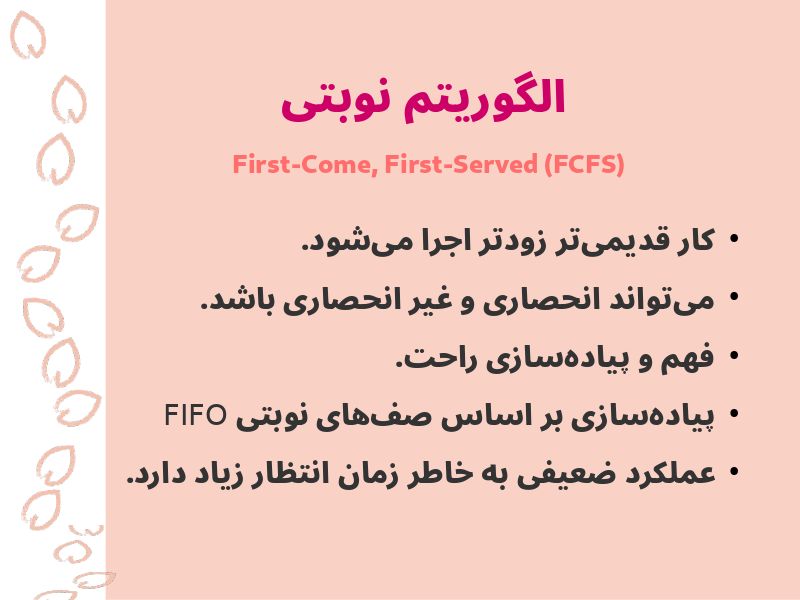 الگوریتم نوبتی
First-Come, First-Served (FCFS)
• کار قدیمی‌تر زودتر اجرا می‌شود.
• می‌تواند انحصاری و غیر انحصاری باشد.
• فهم و پیاده‌سازی راحت.
• پیاده‌سازی بر اساس صف‌های نوبتی FIFO
• عملکرد ضعیفی به خاطر زمان انتظار زیاد دارد.